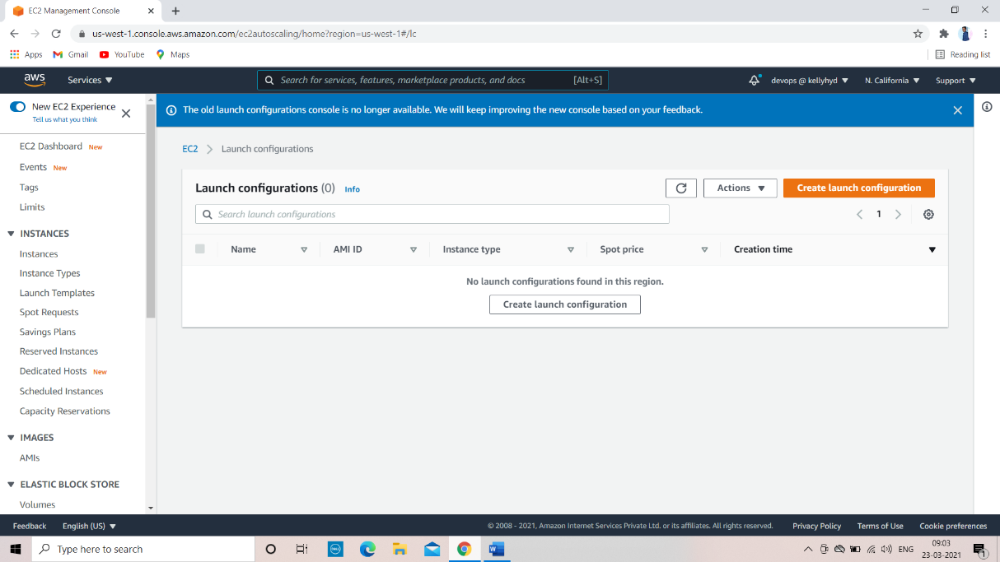 EC2 Management Console
us-west-1.console.aws.amazon.com/ec2autoscaling/home?region=us-west-1#/lc
Apps Gmail YouTube Maps Reading list
aws Services Search for services, features, marketplace products, and docs [Alt+S] devops @ kellyhyd N. California Support
New EC2 Experience
Tell us what you think
The old launch configurations console is no longer available. We will keep improving the new console based on your feedback.
EC2 Dashboard New
Events New
Tags
Limits
INSTANCES
Instances
Instance Types
Launch Templates
Spot Requests
Savings Plans
Reserved Instances
Dedicated Hosts New
Scheduled Instances
Capacity Reservations
IMAGES
AMIs
ELASTIC BLOCK STORE
Volumes
EC2 > Launch configurations
Launch configurations (0) Info
Actions Create launch configuration
Search launch configurations
1
Name AMI ID Instance type Spot price Creation time
No launch configurations found in this region.
Create launch configuration
Feedback English (US) © 2008 - 2021, Amazon Internet Services Private Ltd. or its affiliates. All rights reserved. Privacy Policy Terms of Use Cookie preferences
Type here to search
DELL
W
ENG
09:03
23-03-2021
1